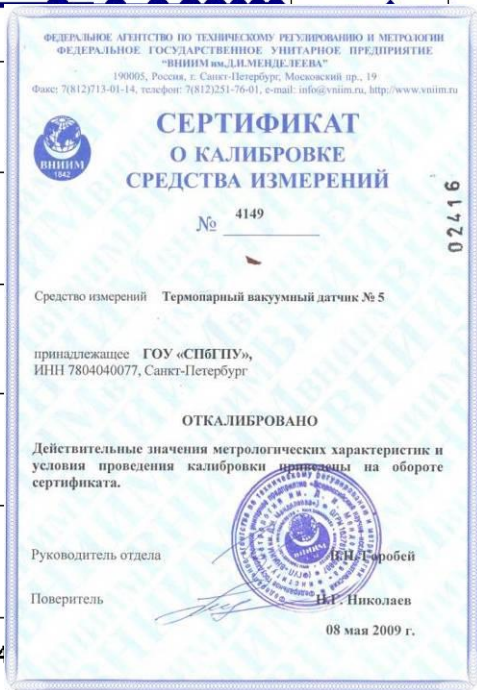 ФЕДЕРАЛЬНОЕ АГЕНТСТВО ПО ТЕХНИЧЕСКОМУ РЕГУЛИРОВАНИЮ И МЕТРОЛОГИИ
ФЕДЕРАЛЬНОЕ ГОСУДАРСТВЕННОЕ УНИТАРНОЕ ПРЕДПРИЯТИЕ
“ВНИИМ им.Д.И.МЕНДЕЛЕЕВА”
190005, Россия, г. Санкт-Петербург, Московский пр., 19
Факс: 7(812)713-01-14, телефон: 7(812)251-76-01, e-mail: info@vniim.ru, http://www.vniim.ru
ВНИИМ
1842
СЕРТИФИКАТ
О КАЛИБРОВКЕ
СРЕДСТВА ИЗМЕРЕНИЙ
№ 4149
02416
Средство измерений Термопарный вакуумный датчик № 5
принадлежащее ГОУ «СПбГПУ»,
ИНН 7804040077, Санкт-Петербург
ОТКАЛИБРОВАНО
Действительные значения метрологических характеристик и
условия проведения калибровки приведены на обороте
сертификата.
Руководитель отдела В.Н. Горобей
Поверитель Н.Г. Николаев
08 мая 2009 г.